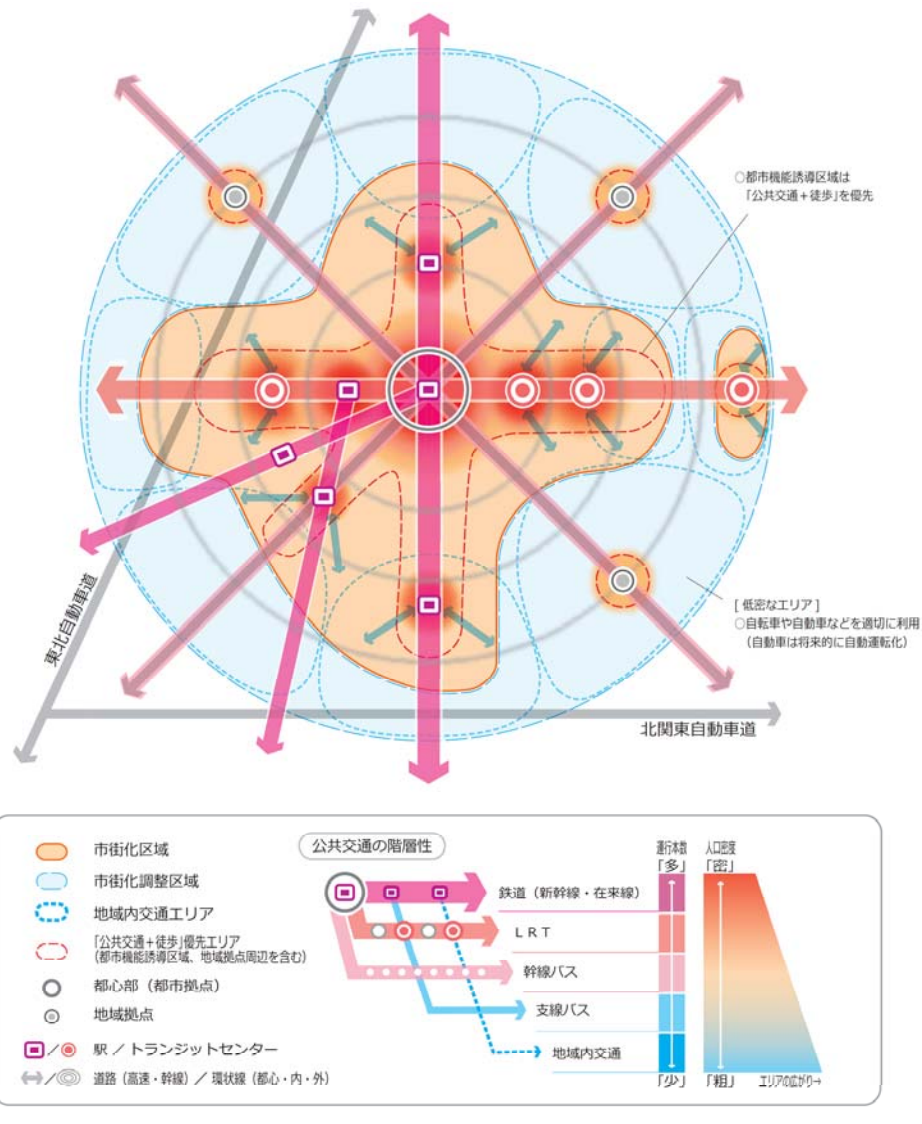 ○都市機能誘導区域は
「公共交通＋徒歩」を優先
東北自動車道
[ 低密なエリア ]
○自転車や自動車などを適切に利用
（自動車は将来的に自動運転化）
北関東自動車道
市街化区域
市街化調整区域
地域内交通エリア
「公共交通＋徒歩」優先エリア
（都市機能誘導区域、地域拠点周辺を含む）
都心部（都市拠点）
地域拠点
駅 ／ トランジットセンター
道路（高速・幹線）／ 環状線（都心・内・外）
公共交通の階層性
運行本数
「多」
人口密度
「密」
鉄道（新幹線・在来線）
ＬＲＴ
幹線バス
支線バス
地域内交通
「少」
「粗」
エリアの広がり→